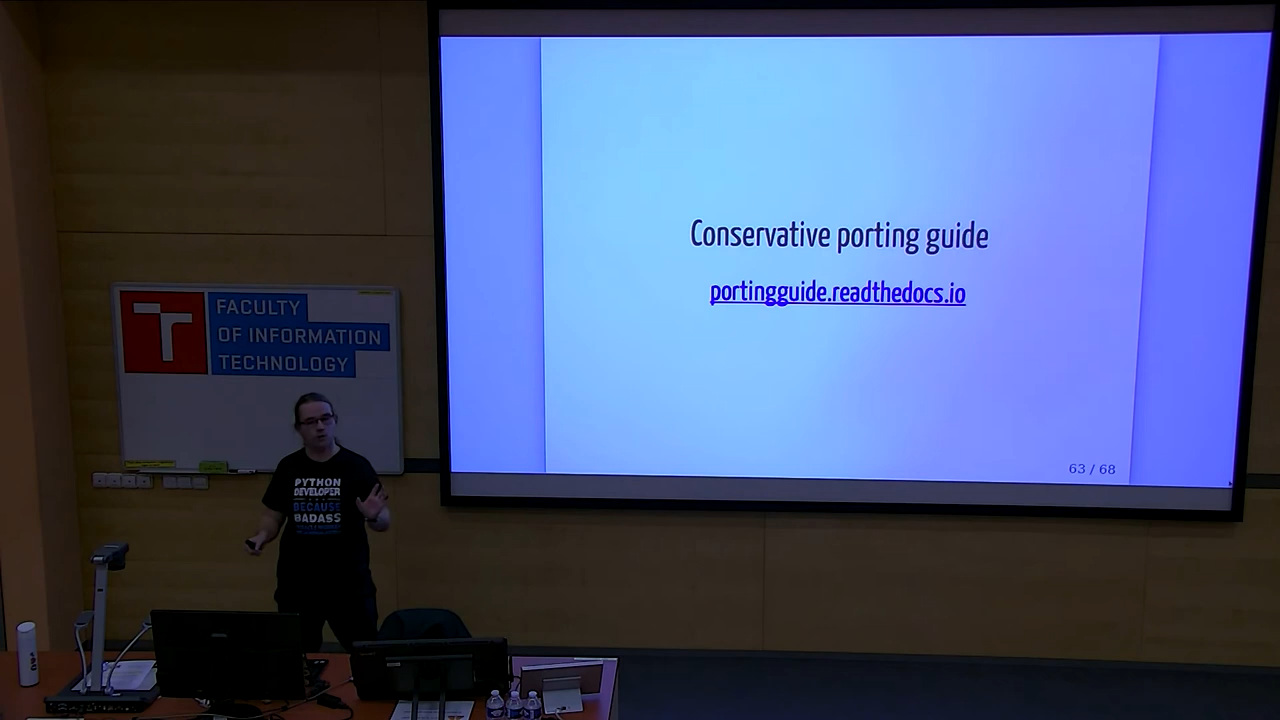 Conservative porting guide
portingguide.readthedocs.io
63 / 68
FACULTY
OF INFORMATION
TECHNOLOGY
PYTHON
DEVELOPER
BECAUSE
BADASS